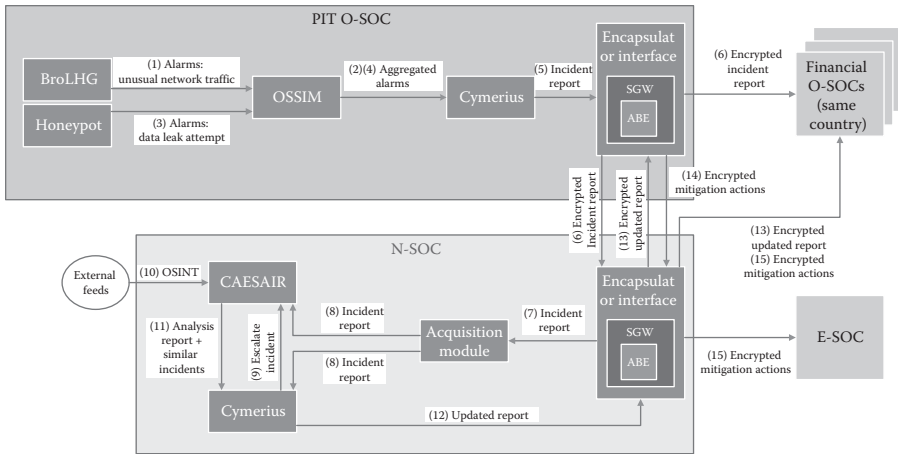 PIT O-SOC
BroLHG
Honeypot
(1) Alarms:
unusual network traffic
(3) Alarms:
data leak attempt
OSSIM
(2)(4) Aggregated
alarms
Cymerius
(5) Incident
report
Encapsulat
or interface
SGW
ABE
(6) Encrypted
incident
report
Financial
O-SOCs
(same
country)
(6) Encrypted
Incident report
(13) Encrypted
updated report
(14) Encrypted
mitigation actions
(13) Encrypted
updated report
(15) Encrypted
mitigation actions
N-SOC
External
feeds
(10) OSINT
CAESAIR
(11) Analysis
report +
similar
incidents
(9) Escalate
incident
(8) Incident
report
(8) Incident
report
Acquisition
module
(7) Incident
report
Encapsulat
or interface
SGW
ABE
(15) Encrypted
mitigation actions
E-SOC
Cymerius
(12) Updated report